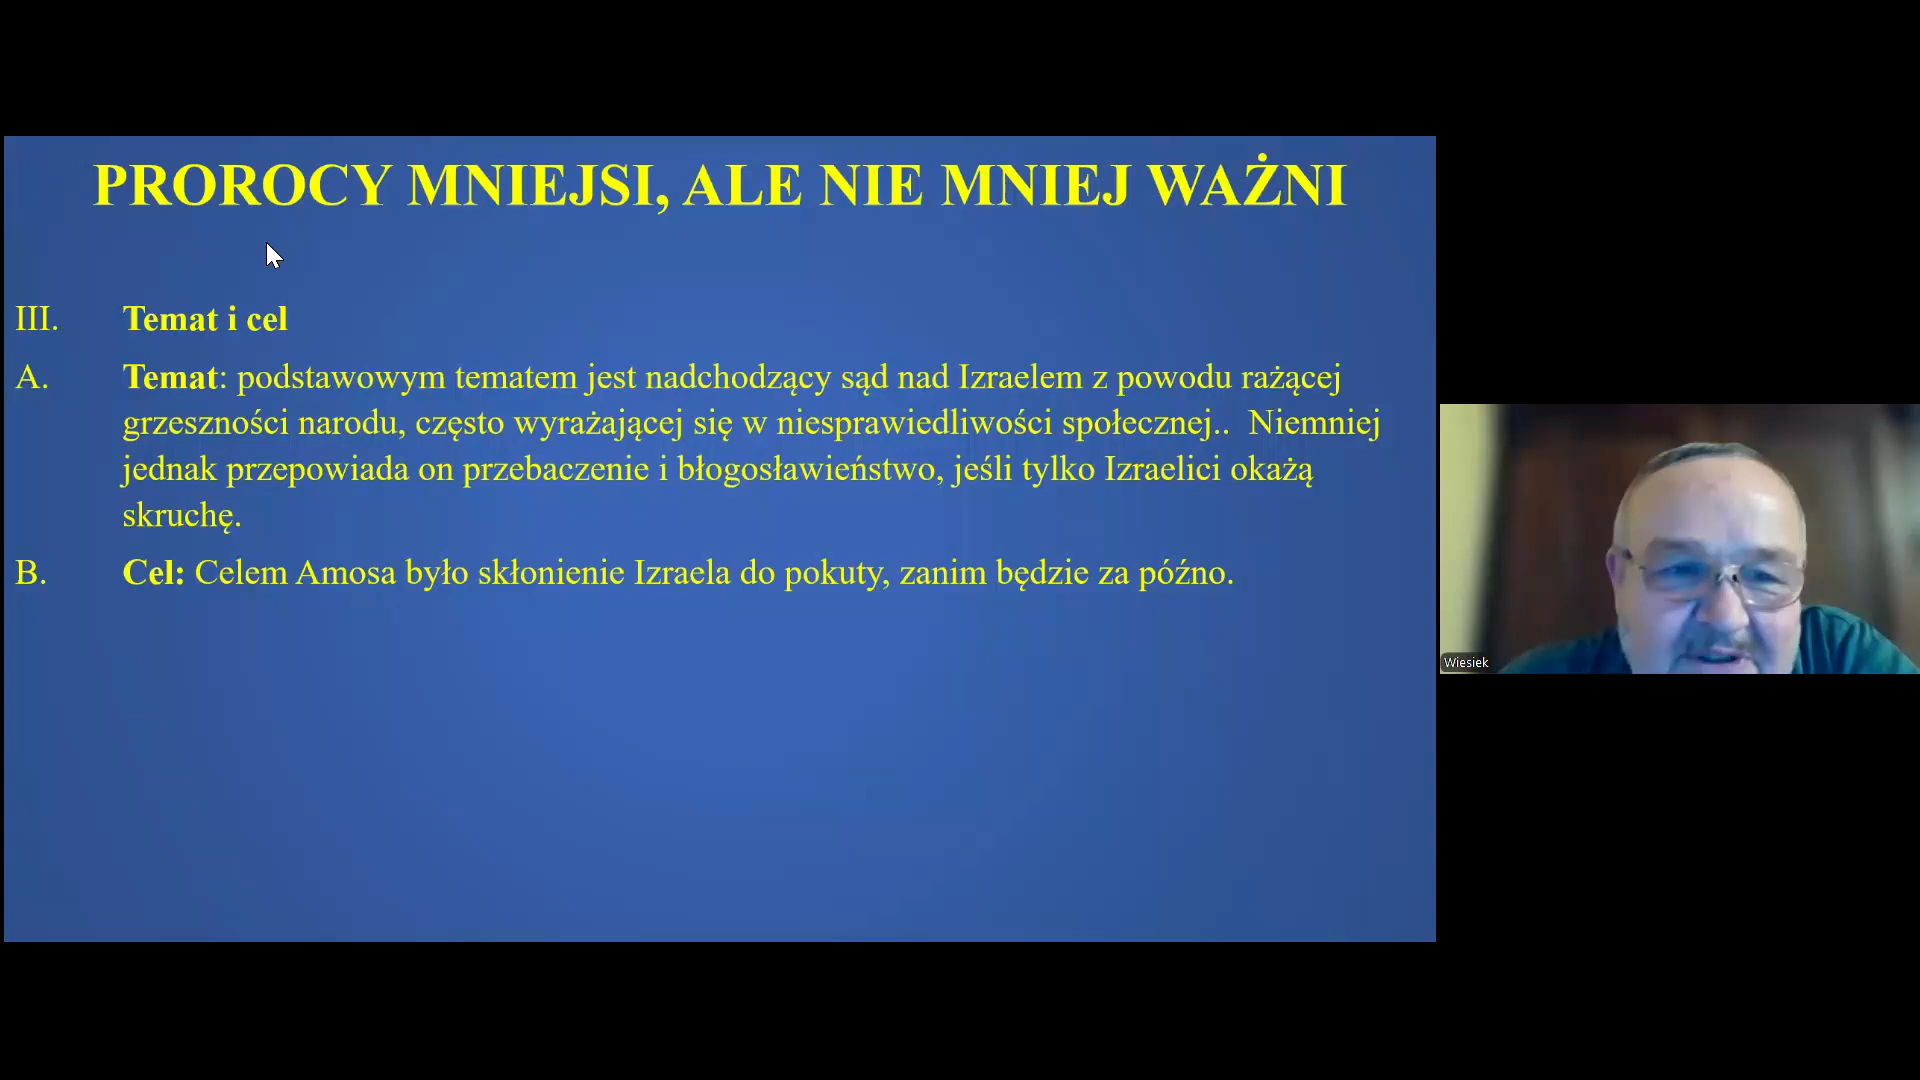 PROROCY MNIEJSI, ALE NIE MNIEJ WAŻNI
III. Temat i cel
A. Temat: podstawowym tematem jest nadchodzący sąd nad Izraelem z powodu rażącej
grzeszności narodu, często wyrażającej się w niesprawiedliwości społecznej..  Niemniej
jednak przepowiada on przebaczenie i błogosławieństwo, jeśli tylko Izraelici okażą
skruchę.
B. Cel: Celem Amosa było skłonienie Izraela do pokuty, zanim będzie za późno.
Wiesiek